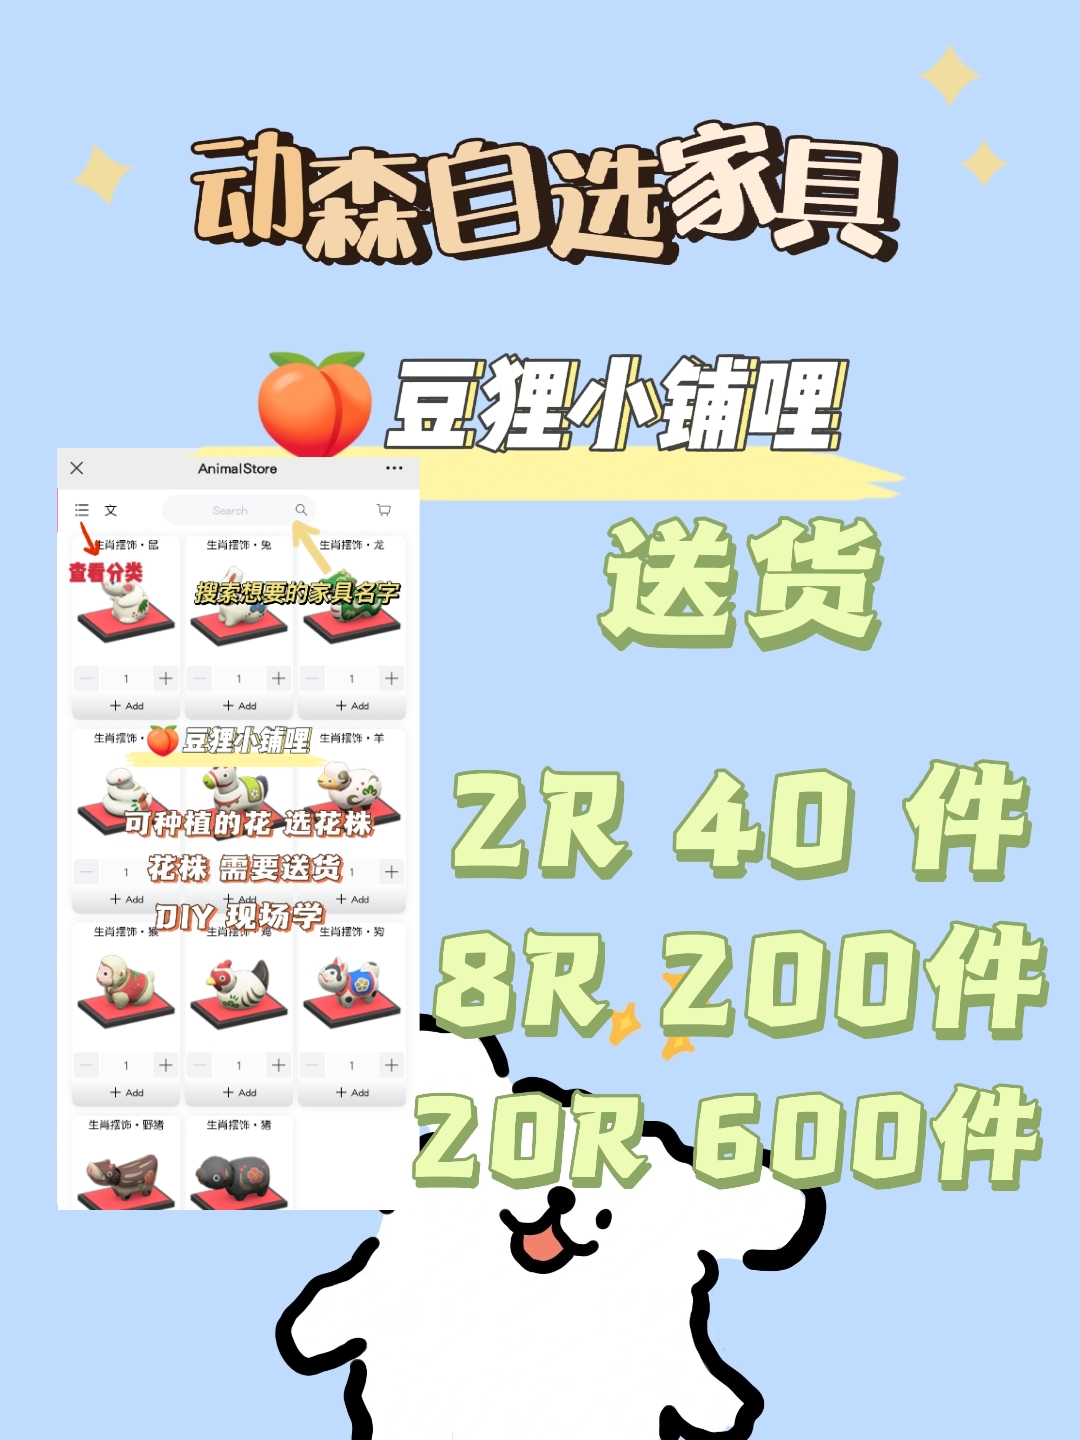 动森自选家具
豆狸小铺哩
送货
2R 40 件
8R 200件
20R 600件
AnimalStore
文 Search
查看分类
搜索想要的家具名字
生肖摆饰・鼠 生肖摆饰・兔 生肖摆饰・龙
1 1 1
Add Add Add
生肖摆饰・ 生肖摆饰・羊
豆狸小铺哩
可种植的花 选花株
1 1
花株 需要送货
Add Add Add
DIY 现场学
生肖摆饰・猴 生肖摆饰・鸡 生肖摆饰・狗
1 1 1
Add Add Add
生肖摆饰・野猪 生肖摆饰・猪